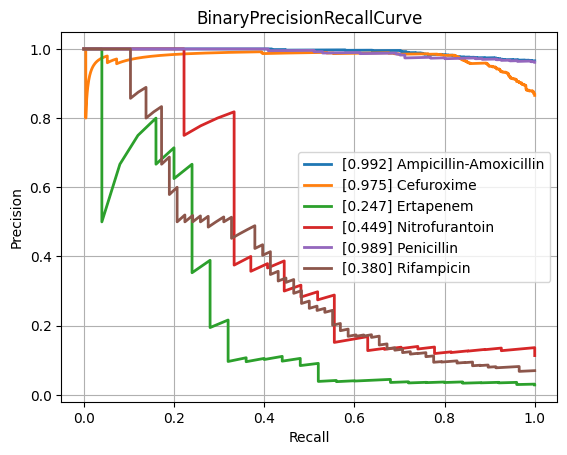 BinaryPrecisionRecallCurve
Precision
1.0
0.8
0.6
0.4
0.2
0.0
[0.992] Ampicillin-Amoxicillin
[0.975] Cefuroxime
[0.247] Ertapenem
[0.449] Nitrofurantoin
[0.989] Penicillin
[0.380] Rifampicin
0.0 0.2 0.4 0.6 0.8 1.0
Recall